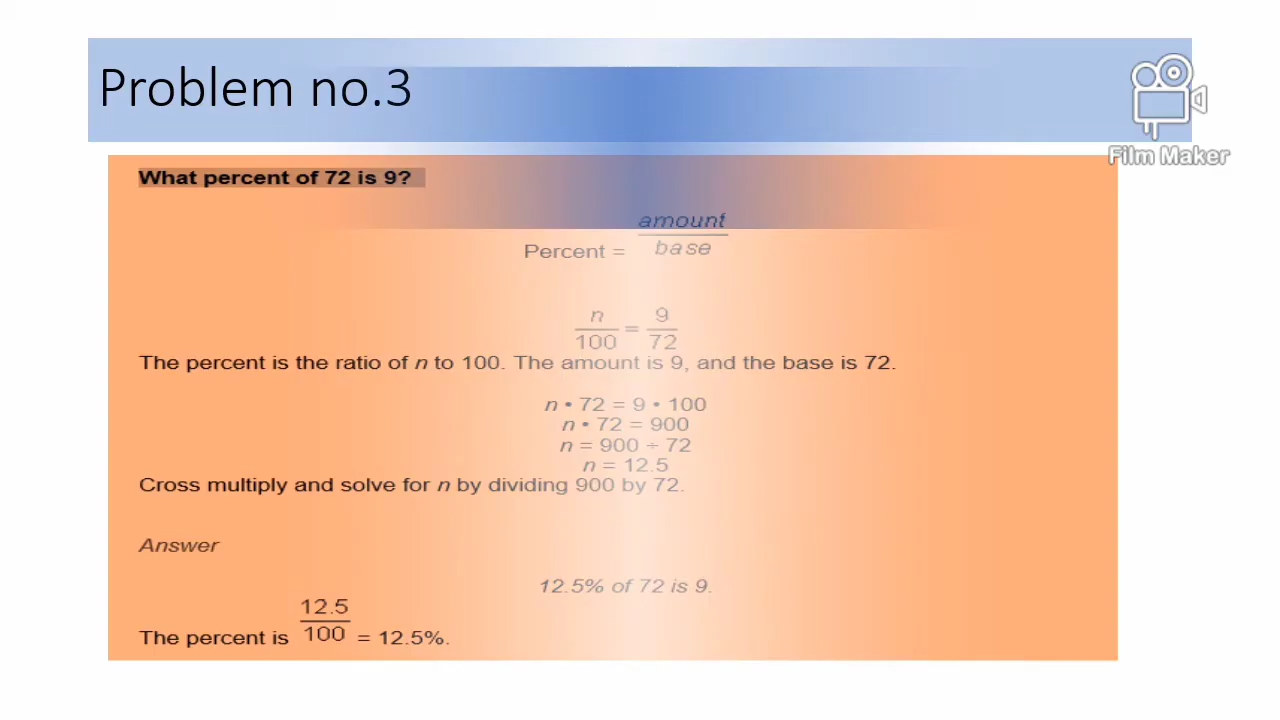 Problem no.3
Film Maker
What percent of 72 is 9?
amount
Percent = base
n 9
100 = 72
The percent is the ratio of n to 100. The amount is 9, and the base is 72.
n • 72 = 9 • 100
n • 72 = 900
n = 900 ÷ 72
n = 12.5
Cross multiply and solve for n by dividing 900 by 72.
Answer
12.5% of 72 is 9.
12.5
The percent is 100 = 12.5%.